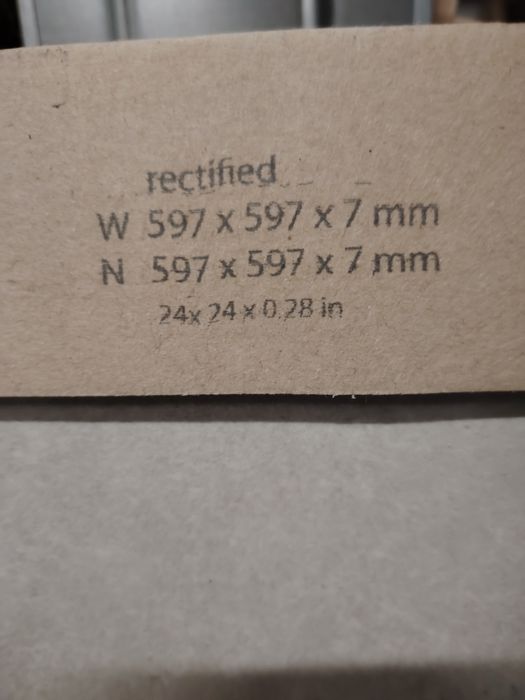 rectified
W 597 x 597 x 7 mm
N 597 x 597 x 7 mm
24x 24 x 0.28 in